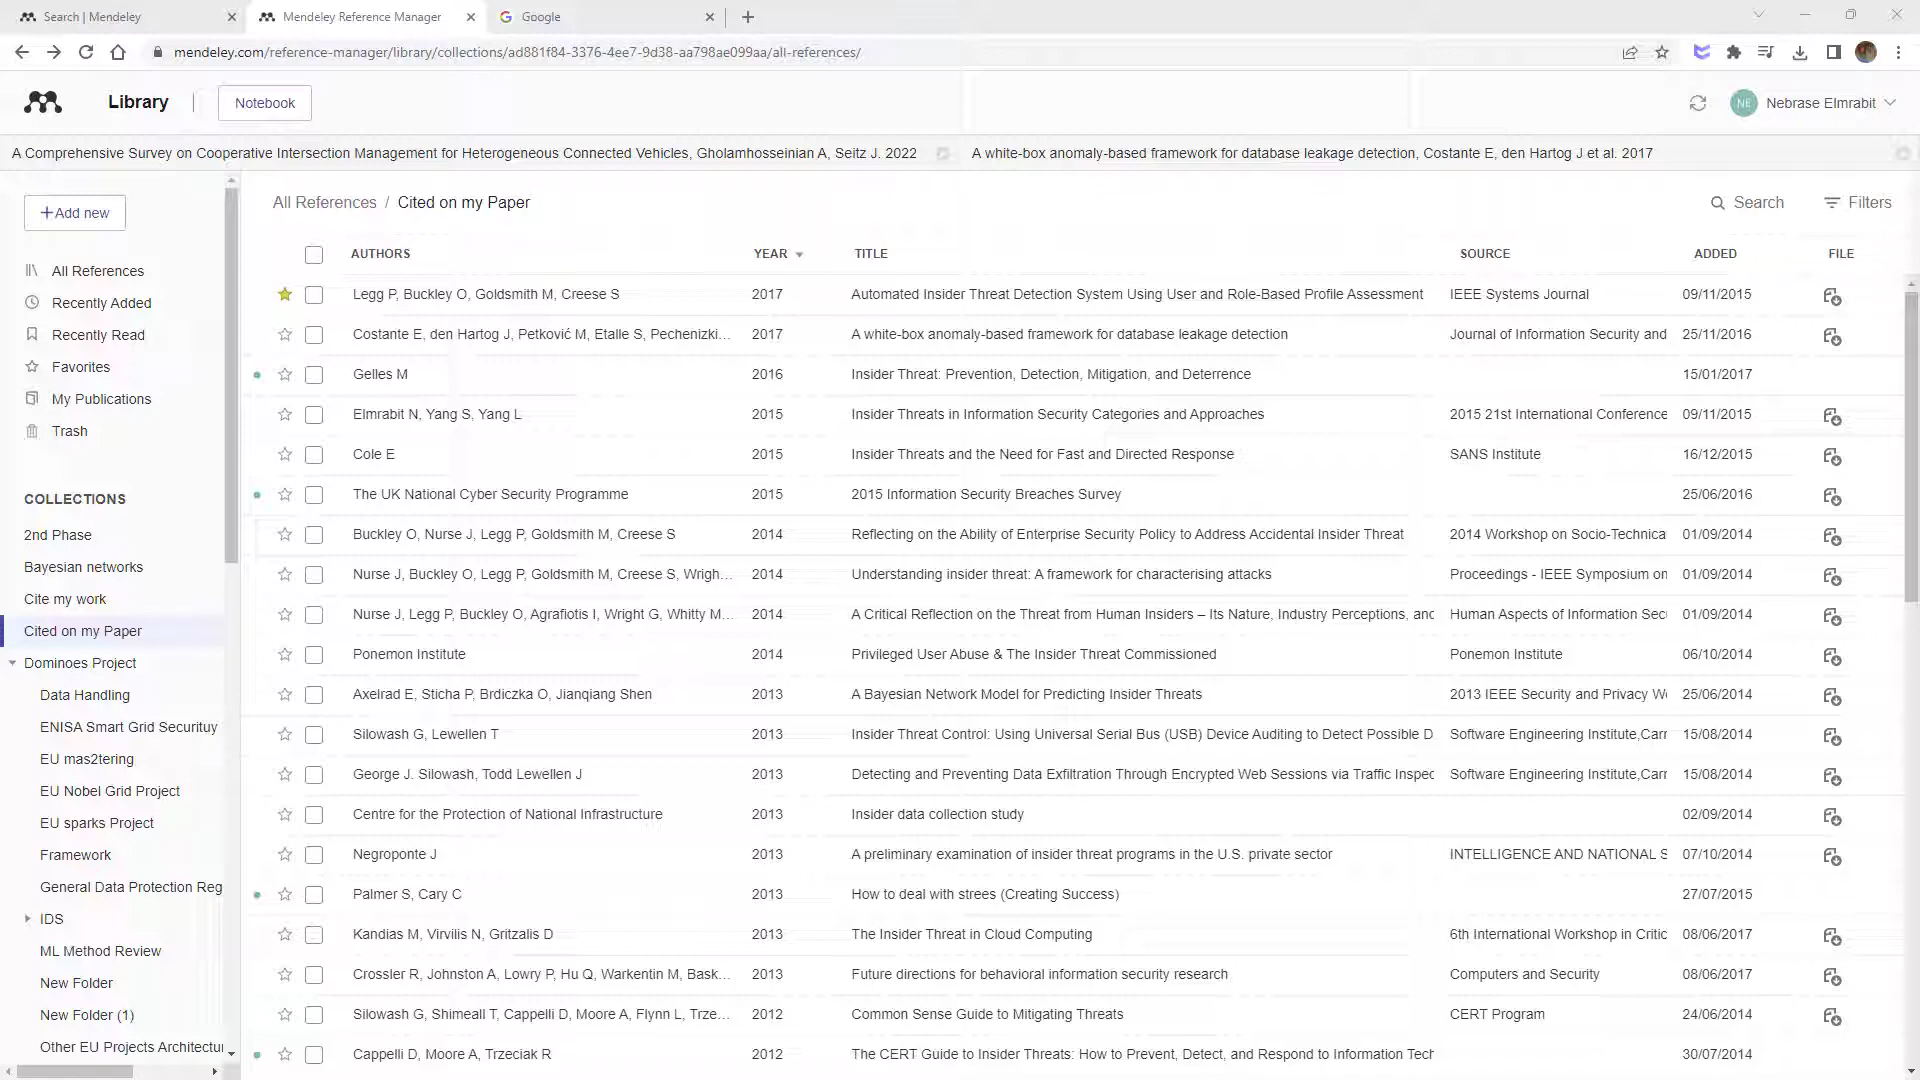 Search | Mendeley
Mendeley Reference Manager
Google
mendeley.com/reference-manager/library/collections/ad881f84-3376-4ee7-9d38-aa798ae099aa/all-references/
Library
Notebook
NE
Nebrase Elmrabit
A Comprehensive Survey on Cooperative Intersection Management for Heterogeneous Connected Vehicles, Gholamhosseinian A, Seitz J. 2022
A white-box anomaly-based framework for database leakage detection, Costante E, den Hartog J et al. 2017
+Add new
All References
Recently Added
Recently Read
Favorites
My Publications
Trash
COLLECTIONS
2nd Phase
Bayesian networks
Cite my work
Cited on my Paper
Dominoes Project
Data Handling
ENISA Smart Grid Securituy
EU mas2tering
EU Nobel Grid Project
EU sparks Project
Framework
General Data Protection Reg
IDS
ML Method Review
New Folder
New Folder (1)
Other EU Projects Architectu
All References / Cited on my Paper
Search
Filters
AUTHORS YEAR TITLE SOURCE ADDED FILE
Legg P, Buckley O, Goldsmith M, Creese S 2017 Automated Insider Threat Detection System Using User and Role-Based Profile Assessment IEEE Systems Journal 09/11/2015
Costante E, den Hartog J, Petković M, Etalle S, Pechenizki... 2017 A white-box anomaly-based framework for database leakage detection Journal of Information Security and 25/11/2016
Gelles M 2016 Insider Threat: Prevention, Detection, Mitigation, and Deterrence 15/01/2017
Elmrabit N, Yang S, Yang L 2015 Insider Threats in Information Security Categories and Approaches 2015 21st International Conference 09/11/2015
Cole E 2015 Insider Threats and the Need for Fast and Directed Response SANS Institute 16/12/2015
The UK National Cyber Security Programme 2015 2015 Information Security Breaches Survey 25/06/2016
Buckley O, Nurse J, Legg P, Goldsmith M, Creese S 2014 Reflecting on the Ability of Enterprise Security Policy to Address Accidental Insider Threat 2014 Workshop on Socio-Technica 01/09/2014
Nurse J, Buckley O, Legg P, Goldsmith M, Creese S, Wrigh... 2014 Understanding insider threat: A framework for characterising attacks Proceedings - IEEE Symposium on 01/09/2014
Nurse J, Legg P, Buckley O, Agrafiotis I, Wright G, Whitty M... 2014 A Critical Reflection on the Threat from Human Insiders – Its Nature, Industry Perceptions, and Human Aspects of Information Sec 01/09/2014
Ponemon Institute 2014 Privileged User Abuse & The Insider Threat Commissioned Ponemon Institute 06/10/2014
Axelrad E, Sticha P, Brdiczka O, Jianqiang Shen 2013 A Bayesian Network Model for Predicting Insider Threats 2013 IEEE Security and Privacy W 25/06/2014
Silowash G, Lewellen T 2013 Insider Threat Control: Using Universal Serial Bus (USB) Device Auditing to Detect Possible D Software Engineering Institute,Carr 15/08/2014
George J. Silowash, Todd Lewellen J 2013 Detecting and Preventing Data Exfiltration Through Encrypted Web Sessions via Traffic Inspec Software Engineering Institute,Carr 15/08/2014
Centre for the Protection of National Infrastructure 2013 Insider data collection study 02/09/2014
Negroponte J 2013 A preliminary examination of insider threat programs in the U.S. private sector INTELLIGENCE AND NATIONAL S 07/10/2014
Palmer S, Cary C 2013 How to deal with strees (Creating Success) 27/07/2015
Kandias M, Virvilis N, Gritzalis D 2013 The Insider Threat in Cloud Computing 6th International Workshop in Critic 08/06/2017
Crossler R, Johnston A, Lowry P, Hu Q, Warkentin M, Bask... 2013 Future directions for behavioral information security research Computers and Security 08/06/2017
Silowash G, Shimeall T, Cappelli D, Moore A, Flynn L, Trze... 2012 Common Sense Guide to Mitigating Threats CERT Program 24/06/2014
Cappelli D, Moore A, Trzeciak R 2012 The CERT Guide to Insider Threats: How to Prevent, Detect, and Respond to Information Tech 30/07/2014